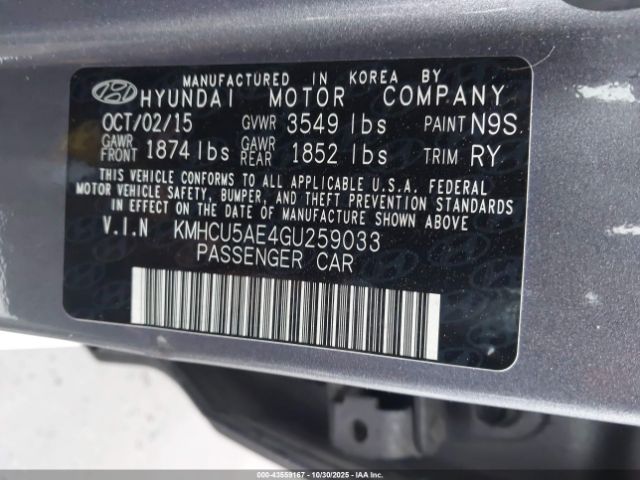 MANUFACTURED IN KOREA BY
HYUNDAI MOTOR COMPANY
OCT/02/15 GVWR 3549 lbs PAINT N9S
GAWR FRONT 1874 lbs GAWR REAR 1852 lbs TRIM RY
THIS VEHICLE CONFORMS TO ALL APPLICABLE U.S.A. FEDERAL
MOTOR VEHICLE SAFETY, BUMPER, AND THEFT PREVENTION STANDARDS
IN EFFECT ON THE DATE OF MANUFACTURE SHOWN ABOVE
V.I.N KMHCU5AE4GU259033
PASSENGER CAR
000-43559167 - 10/30/2025 - IAAI.com